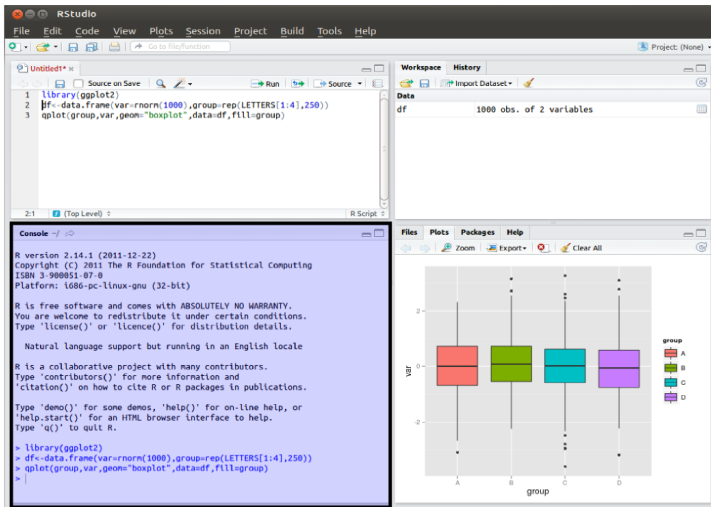 RStudio
File Edit Code View Plots Session Project Build Tools Help
Go to file/function
Project: (None)
Untitled1*
Source on Save
Run
Source
1 library(ggplot2)
2 df<-data.frame(var=rnorm(1000),group=rep(LETTERS[1:4],250))
3 qplot(group,var,geom="boxplot",data=df,fill=group)
2:1 (Top Level) R Script
Workspace History
Import Dataset
Data
df 1000 obs. of 2 variables
Console ~/
R version 2.14.1 (2011-12-22)
Copyright (C) 2011 The R Foundation for Statistical Computing
ISBN 3-900051-07-0
Platform: i686-pc-linux-gnu (32-bit)
R is free software and comes with ABSOLUTELY NO WARRANTY.
You are welcome to redistribute it under certain conditions.
Type 'license()' or 'licence()' for distribution details.
Natural language support but running in an English locale
R is a collaborative project with many contributors.
Type 'contributors()' for more information and
'citation()' on how to cite R or R packages in publications.
Type 'demo()' for some demos, 'help()' for on-line help, or
'help.start()' for an HTML browser interface to help.
Type 'q()' to quit R.
> library(ggplot2)
> df<-data.frame(var=rnorm(1000),group=rep(LETTERS[1:4],250))
> qplot(group,var,geom="boxplot",data=df,fill=group)
>
Files Plots Packages Help
Zoom Export Clear All
2
0
-2
var
A B C D
group
group
A
B
C
D